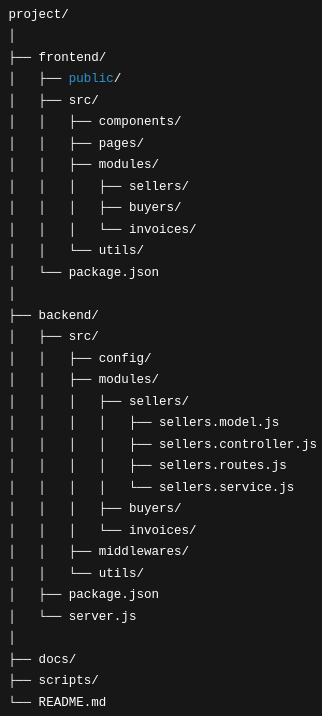 project/
│
├── frontend/
│   ├── public/
│   ├── src/
│   │   ├── components/
│   │   ├── pages/
│   │   ├── modules/
│   │   │   ├── sellers/
│   │   │   ├── buyers/
│   │   │   └── invoices/
│   │   └── utils/
│   └── package.json
│
├── backend/
│   ├── src/
│   │   ├── config/
│   │   ├── modules/
│   │   │   ├── sellers/
│   │   │   │   ├── sellers.model.js
│   │   │   │   ├── sellers.controller.js
│   │   │   │   ├── sellers.routes.js
│   │   │   │   └── sellers.service.js
│   │   │   ├── buyers/
│   │   │   └── invoices/
│   │   ├── middlewares/
│   │   └── utils/
│   ├── package.json
│   └── server.js
│
├── docs/
├── scripts/
└── README.md